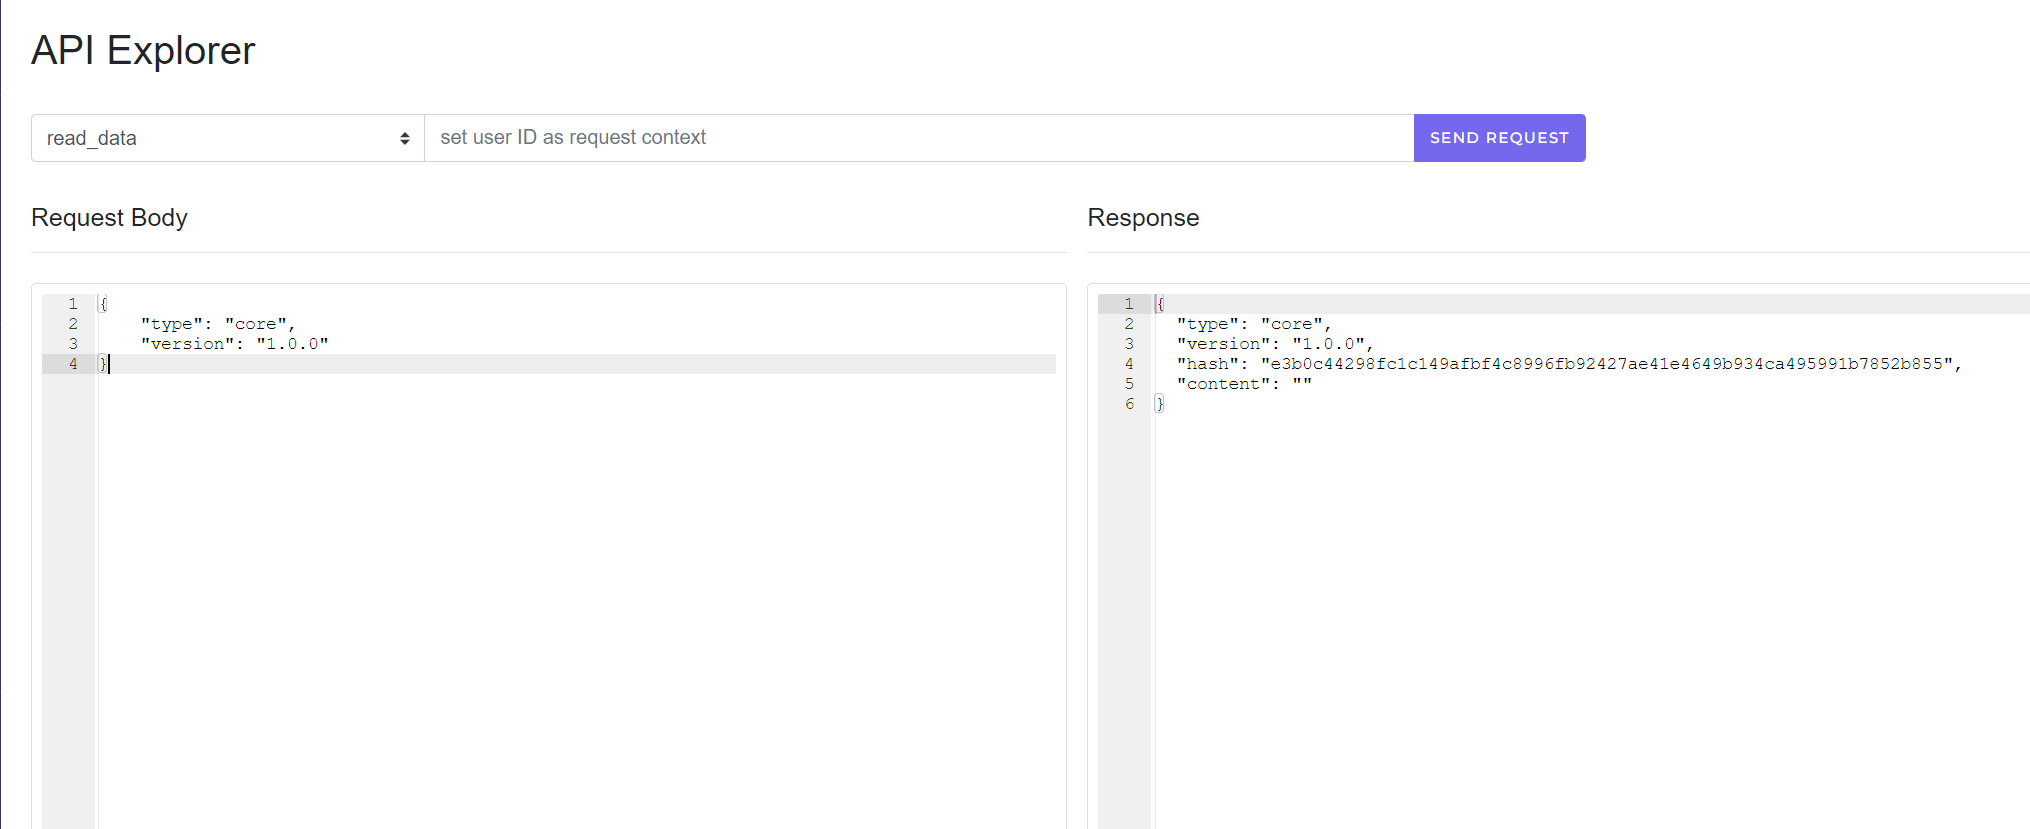 API Explorer
read_data
set user ID as request context
SEND REQUEST
Request Body
1 {
2 "type": "core",
3 "version": "1.0.0"
4 }
Response
1 {
2 "type": "core",
3 "version": "1.0.0",
4 "hash": "e3b0c44298fc1c149afbf4c8996fb92427ae41e4649b934ca495991b7852b855",
5 "content": ""
6 }